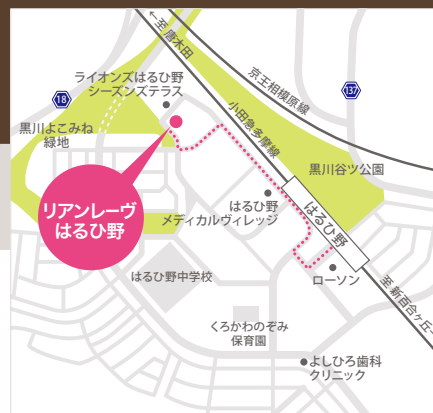 ←至 唐木田
京王相模原線
ライオンズはるひ野
シーズンズテラス
18
137
小田急多摩線
黒川よこみね
緑地
黒川谷ツ公園
リアンレーヴ
はるひ野
はるひ野
メディカルヴィレッジ
はるひ野
はるひ野中学校
ローソン
至 新百合ヶ丘→
くろかわのぞみ
保育園
よしひろ歯科
クリニック